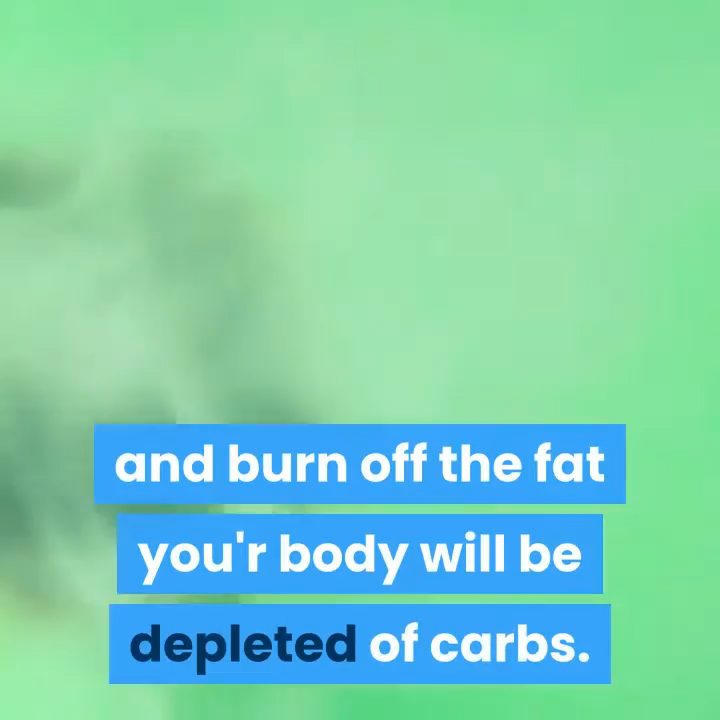 and burn off the fat
you'r body will be
depleted of carbs.